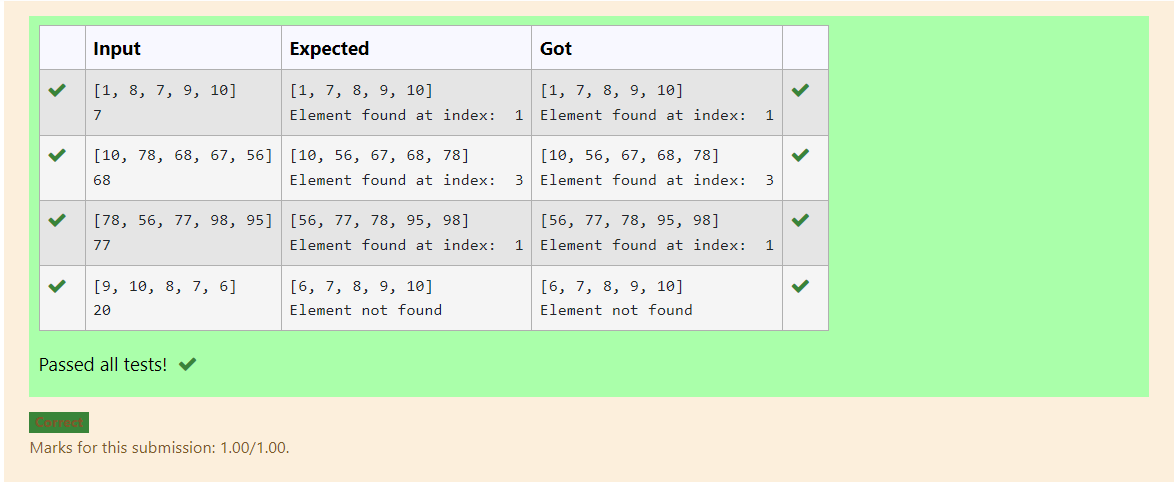 Input Expected Got
[1, 8, 7, 9, 10] [1, 7, 8, 9, 10] [1, 7, 8, 9, 10]
7 Element found at index:  1 Element found at index:  1
[10, 78, 68, 67, 56] [10, 56, 67, 68, 78] [10, 56, 67, 68, 78]
68 Element found at index:  3 Element found at index:  3
[78, 56, 77, 98, 95] [56, 77, 78, 95, 98] [56, 77, 78, 95, 98]
77 Element found at index:  1 Element found at index:  1
[9, 10, 8, 7, 6] [6, 7, 8, 9, 10] [6, 7, 8, 9, 10]
20 Element not found Element not found
Passed all tests!
Correct
Marks for this submission: 1.00/1.00.